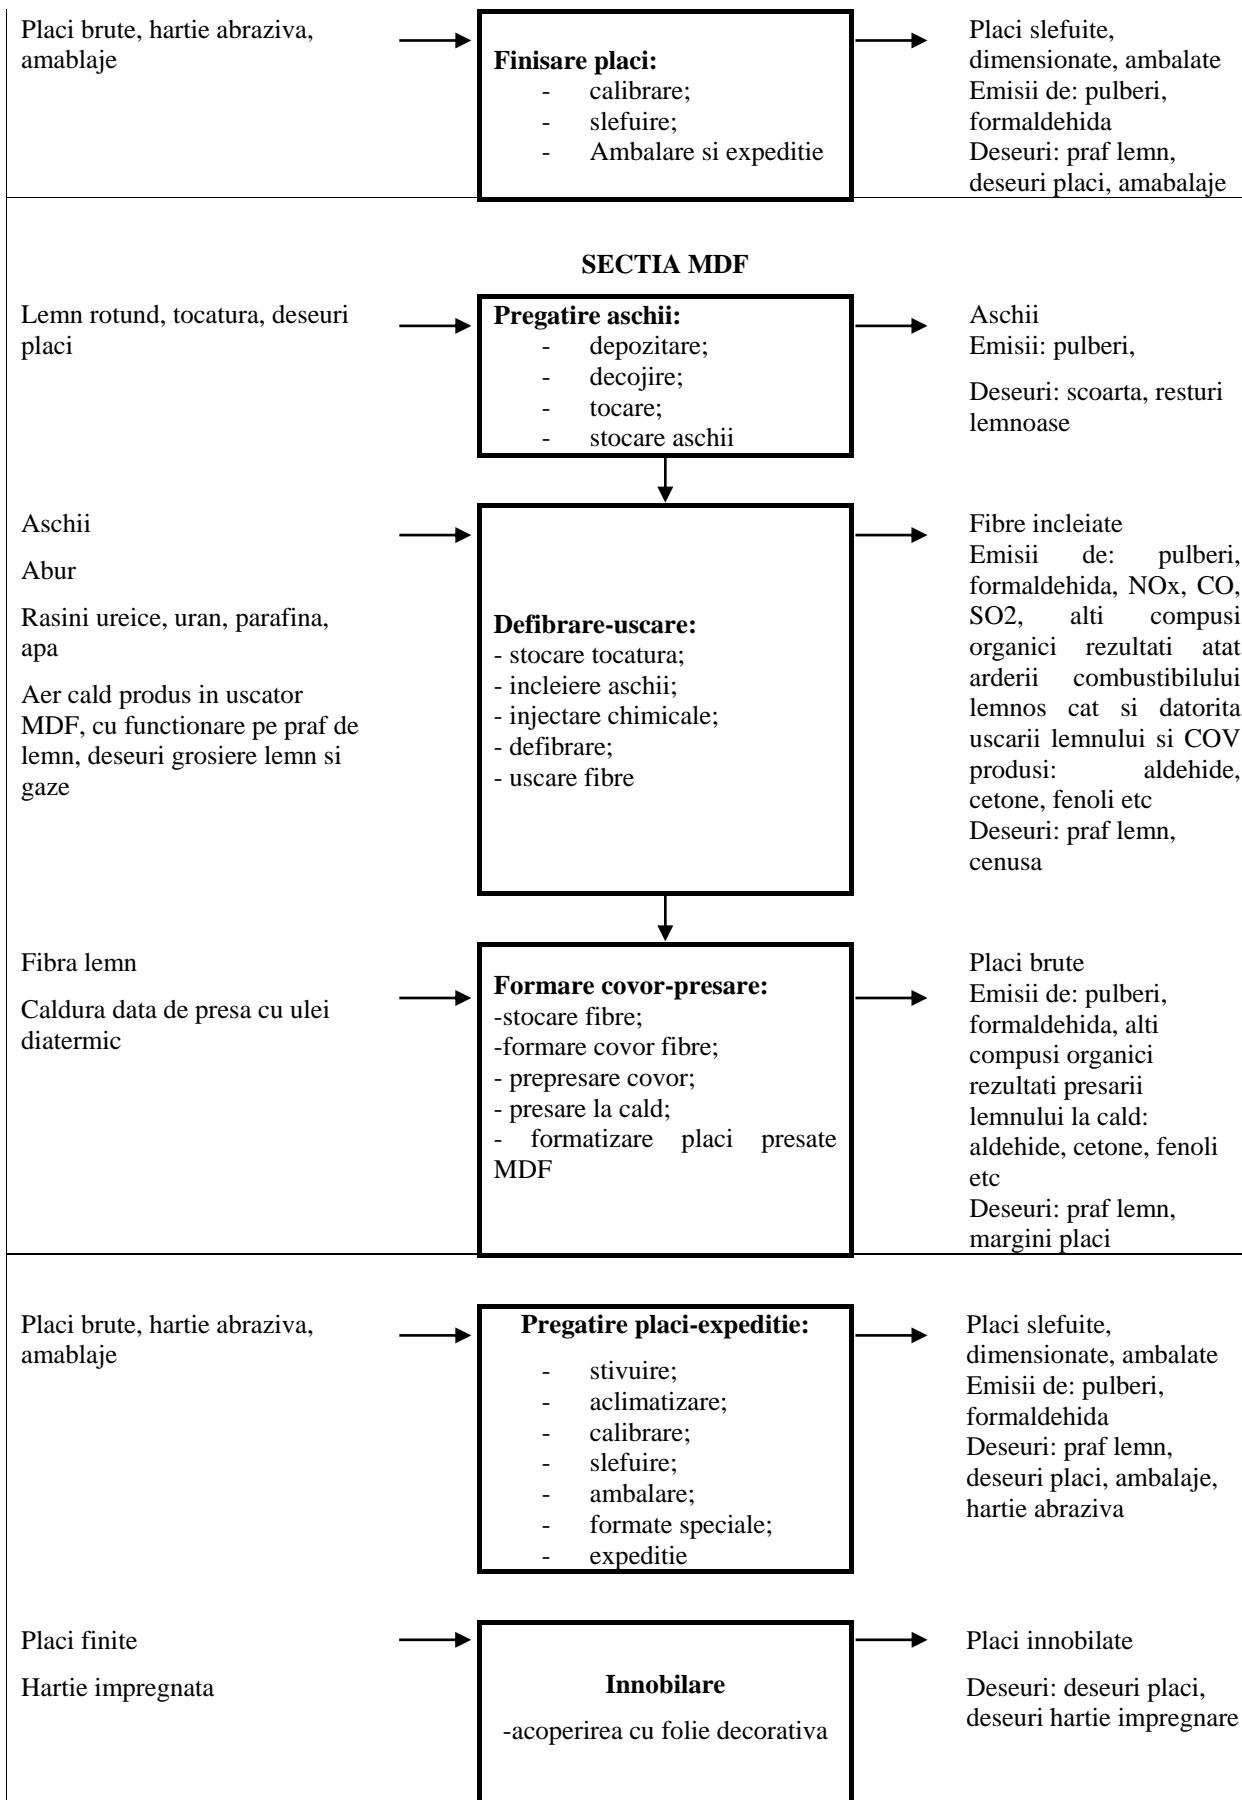 Placi brute, hartie abraziva,
amablaje
Finisare placi:
- calibrare;
- slefuire;
- Ambalare si expeditie
Placi slefuite,
dimensionate, ambalate
Emisii de: pulberi,
formaldehida
Deseuri: praf lemn,
deseuri placi, amabalaje
SECTIA MDF
Lemn rotund, tocatura, deseuri
placi
Pregatire aschii:
- depozitare;
- decojire;
- tocare;
- stocare aschii
Aschii
Emisii: pulberi,
Deseuri: scoarta, resturi
lemnoase
Aschii
Abur
Rasini ureice, uran, parafina,
apa
Aer cald produs in uscator
MDF, cu functionare pe praf de
lemn, deseuri grosiere lemn si
gaze
Defibrare-uscare:
- stocare tocatura;
- incleiere aschii;
- injectare chimicale;
- defibrare;
- uscare fibre
Fibre incleiate
Emisii de: pulberi,
formaldehida, NOx, CO,
SO2, alti compusi
organici rezultati atat
arderii combustibilului
lemnos cat si datorita
uscarii lemnului si COV
produsi: aldehide,
cetone, fenoli etc
Deseuri: praf lemn,
cenusa
Fibra lemn
Caldura data de presa cu ulei
diatermic
Formare covor-presare:
-stocare fibre;
-formare covor fibre;
- prepresare covor;
- presare la cald;
- formatizare placi presate
MDF
Placi brute
Emisii de: pulberi,
formaldehida, alti
compusi organici
rezultati presarii
lemnului la cald:
aldehide, cetone, fenoli
etc
Deseuri: praf lemn,
margini placi
Placi brute, hartie abraziva,
amablaje
Pregatire placi-expeditie:
- stivuire;
- aclimatizare;
- calibrare;
- slefuire;
- ambalare;
- formate speciale;
- expeditie
Placi slefuite,
dimensionate, ambalate
Emisii de: pulberi,
formaldehida
Deseuri: praf lemn,
deseuri placi, ambalaje,
hartie abraziva
Placi finite
Hartie impregnata
Innobilare
-acoperirea cu folie decorativa
Placi innobilate
Deseuri: deseuri placi,
deseuri hartie impregnare